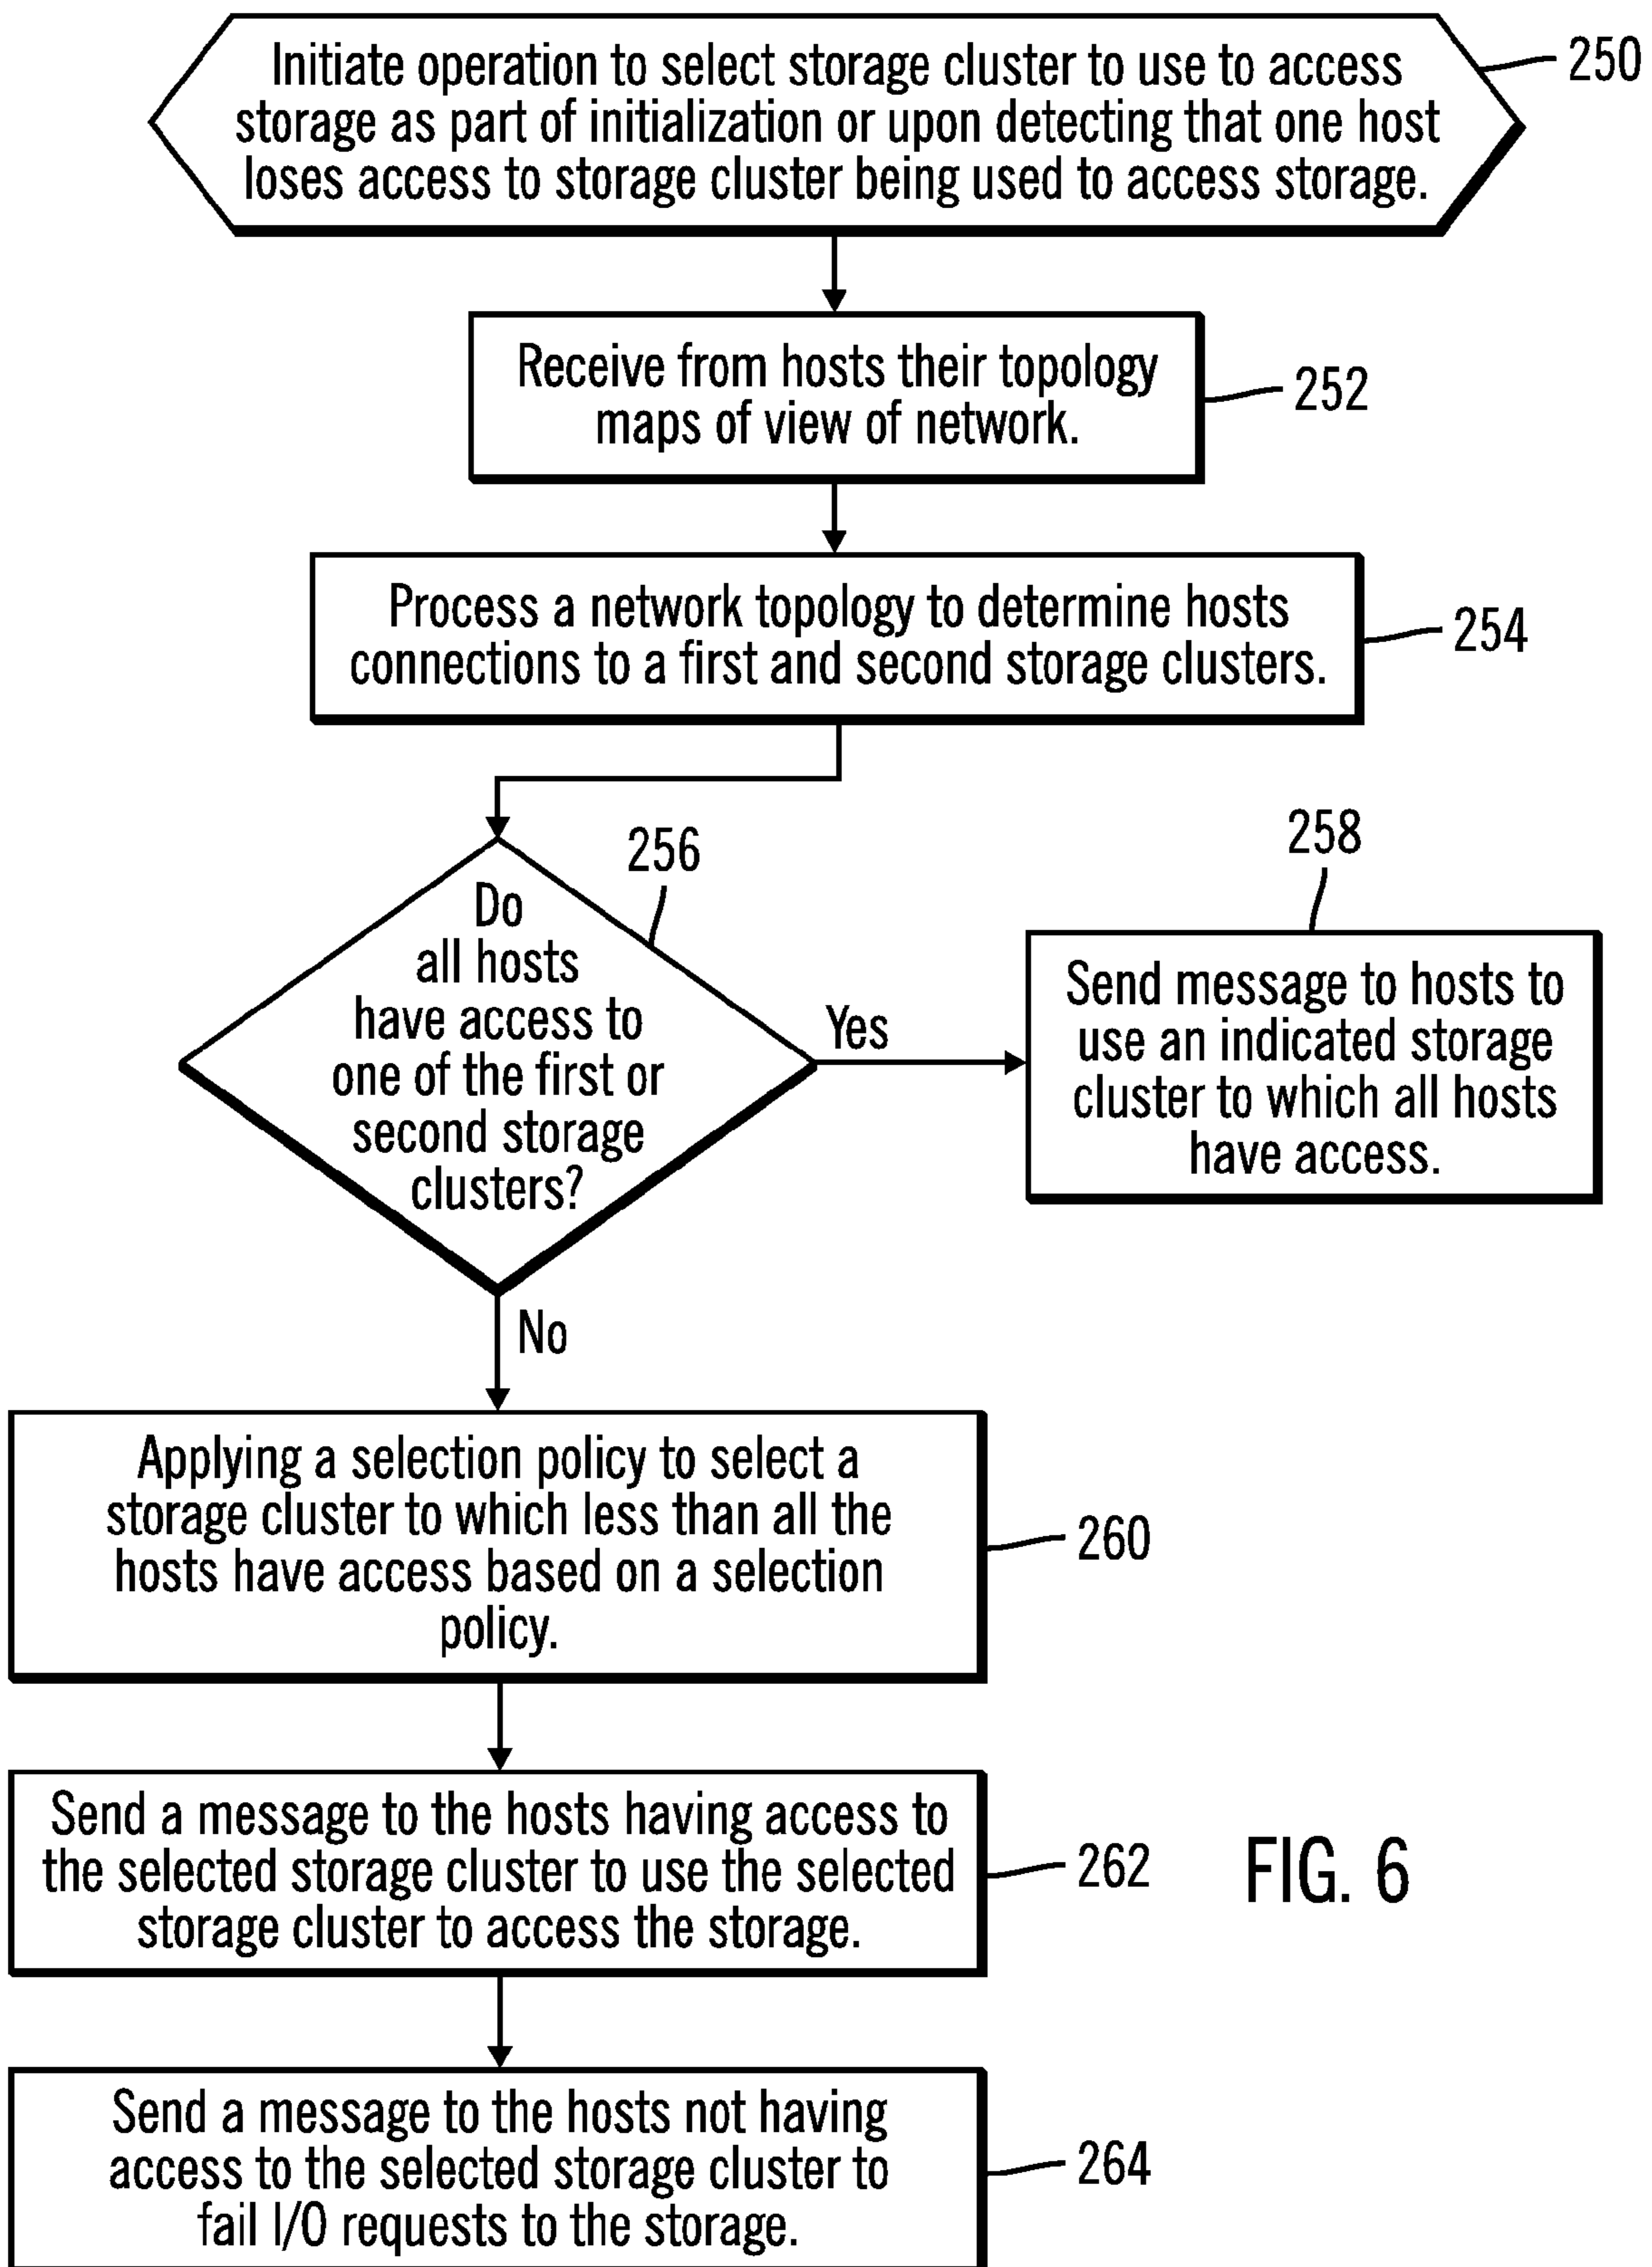 Initiate operation to select storage cluster to use to access
storage as part of initialization or upon detecting that one host
loses access to storage cluster being used to access storage.
250
Receive from hosts their topology
maps of view of network.
252
Process a network topology to determine hosts
connections to a first and second storage clusters.
254
256
Do
all hosts
have access to
one of the first or
second storage
clusters?
Yes
258
Send message to hosts to
use an indicated storage
cluster to which all hosts
have access.
No
Applying a selection policy to select a
storage cluster to which less than all the
hosts have access based on a selection
policy.
260
Send a message to the hosts having access to
the selected storage cluster to use the selected
storage cluster to access the storage.
262
FIG. 6
Send a message to the hosts not having
access to the selected storage cluster to
fail I/O requests to the storage.
264